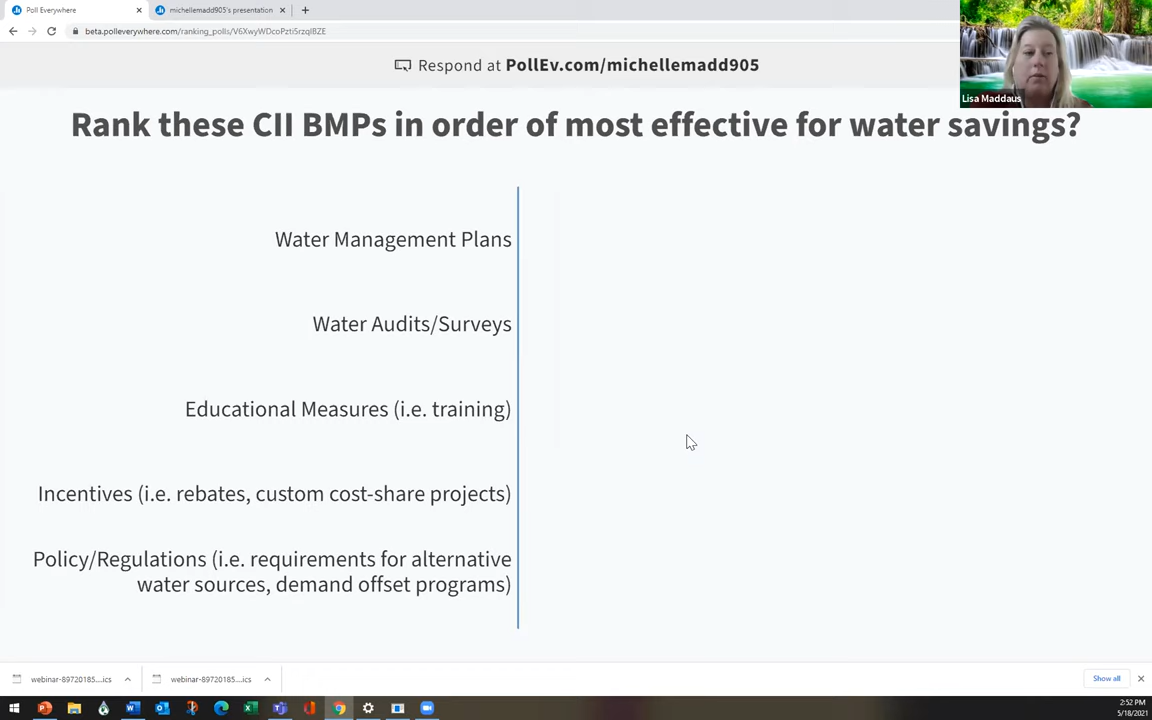 Poll Everywhere
michellemadd905's presentation
beta.polleverywhere.com/ranking_polls/V6XwyWDcoPzti5rzqI8ZE
Respond at PollEv.com/michellemadd905
Lisa Maddaus
Rank these CII BMPs in order of most effective for water savings?
Water Management Plans
Water Audits/Surveys
Educational Measures (i.e. training)
Incentives (i.e. rebates, custom cost-share projects)
Policy/Regulations (i.e. requirements for alternative
water sources, demand offset programs)
webinar-89720185....ics
webinar-89720185....ics
Show all
2:52 PM
5/18/2021